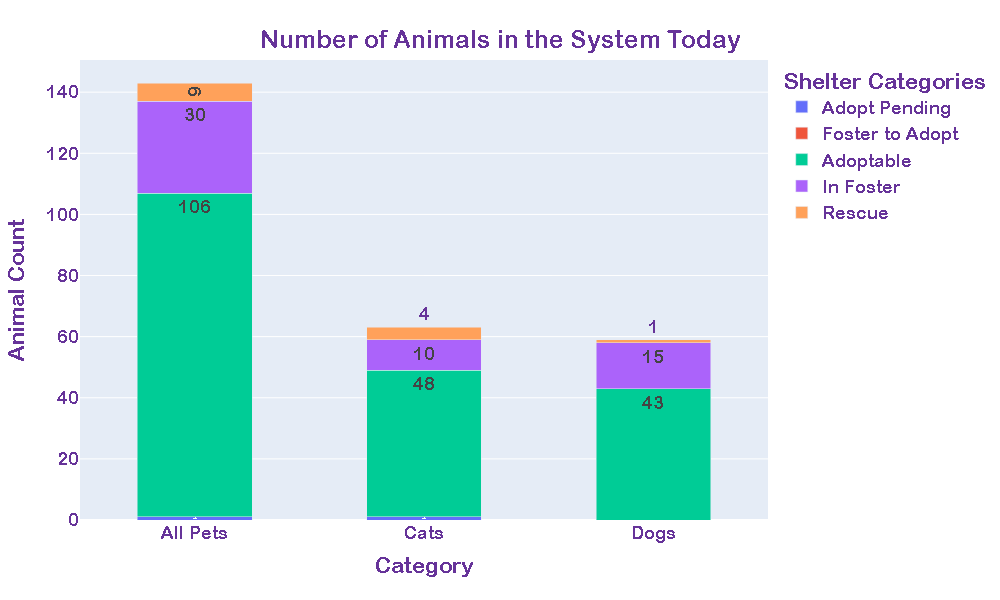 Number of Animals in the System Today
Shelter Categories
Adopt Pending
Foster to Adopt
Adoptable
In Foster
Rescue
Animal Count
140
120
100
80
60
40
20
0
6
30
106
4
10
48
1
15
43
All Pets
Cats
Dogs
Category